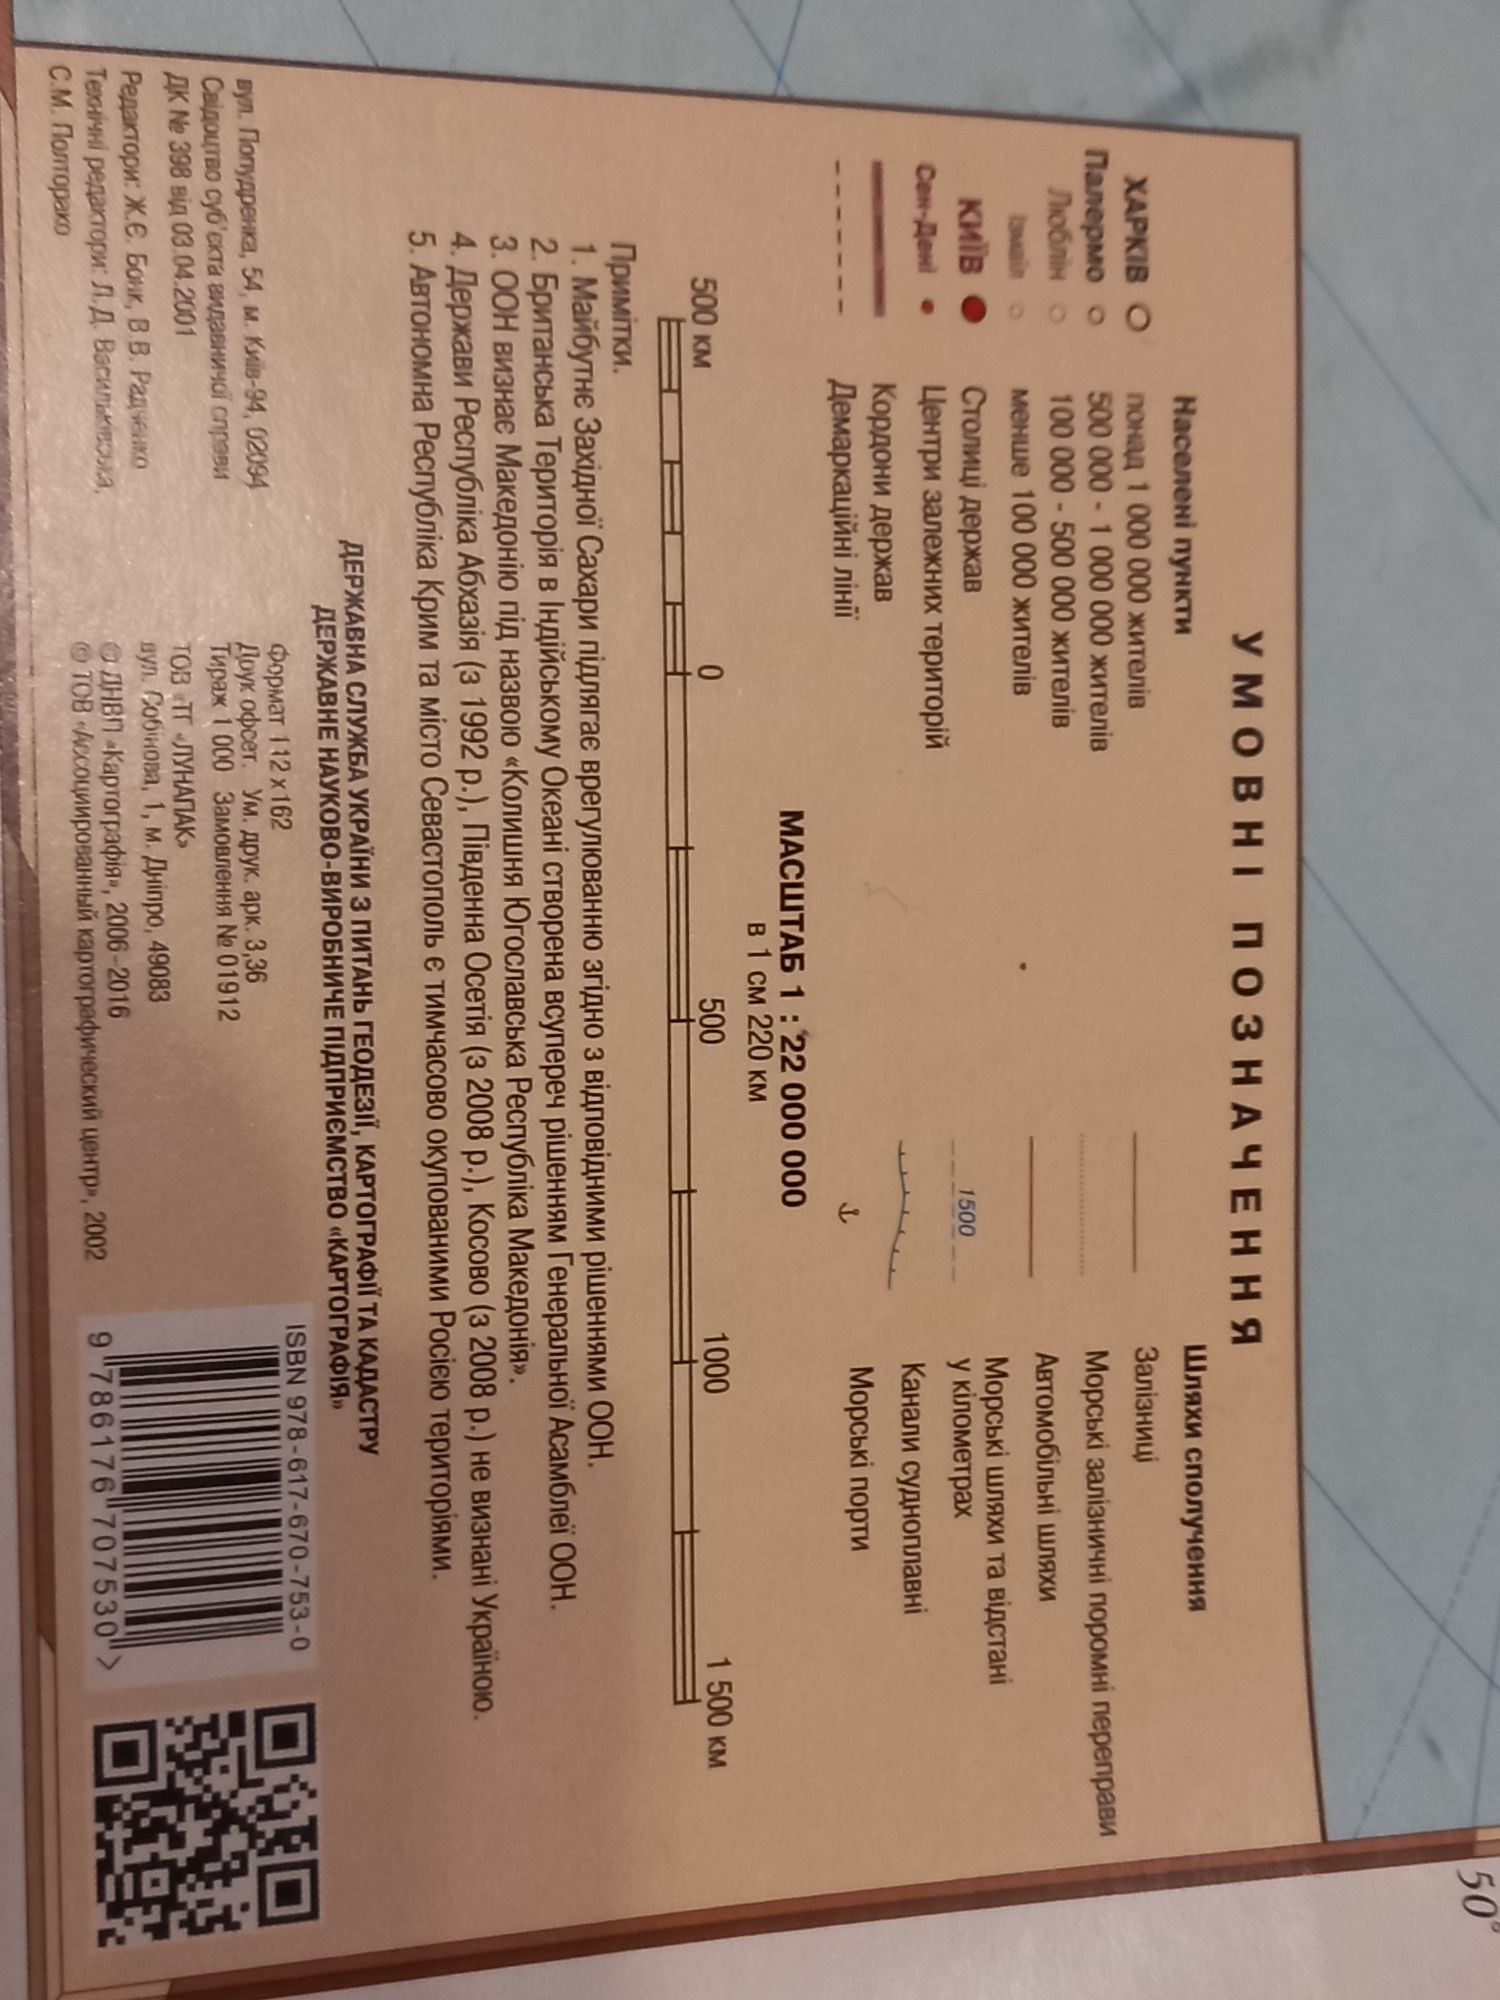 УМОВНІ ПОЗНАЧЕННЯ
Населені пункти
ХАРКІВ понад 1 000 000 жителів
Палермо 500 000 - 1 000 000 жителів
Люблін 100 000 - 500 000 жителів
Ізмаїл менше 100 000 жителів
КИЇВ Столиці держав
Сен-Дені Центри залежних територій
Кордони держав
Демаркаційні лінії
Шляхи сполучення
Залізниці
Морські залізничні поромні переправи
Автомобільні шляхи
1500 Морські шляхи та відстані
у кілометрах
Канали судноплавні
Морські порти
МАСШТАБ 1 : 22 000 000
в 1 см 220 км
500 км 0 500 1000 1 500 км
Примітки.
1. Майбутнє Західної Сахари підлягає врегулюванню згідно з відповідними рішеннями ООН.
2. Британська Територія в Індійському Океані створена всупереч рішенням Генеральної Асамблеї ООН.
3. ООН визнає Македонію під назвою «Колишня Югославська Республіка Македонія».
4. Держави Республіка Абхазія (з 1992 р.), Південна Осетія (з 2008 р.), Косово (з 2008 р.) не визнані Україною.
5. Автономна Республіка Крим та місто Севастополь є тимчасово окупованими Росією територіями.
ДЕРЖАВНА СЛУЖБА УКРАЇНИ З ПИТАНЬ ГЕОДЕЗІЇ, КАРТОГРАФІЇ ТА КАДАСТРУ
ДЕРЖАВНЕ НАУКОВО-ВИРОБНИЧЕ ПІДПРИЄМСТВО «КАРТОГРАФІЯ»
вул. Попудренка, 54, м. Київ-94, 02094
Свідоцтво суб'єкта видавничої справи
ДК № 398 від 03.04.2001
Редактори: Ж.Є. Бонк, В.В. Радченко
Технічні редактори: Л.Д. Васильківська,
С.М. Полторако
Формат 112 x 162
Друк офсет. Ум. друк. арк. 3,36
Тираж 1 000 Замовлення № 01912
ТОВ «ТГ «ЛУНАПАК»
вул. Собінова, 1, м. Дніпро, 49083
© ДНВП «Картографія», 2006–2016
© ТОВ «Ассоциированный картографический центр», 2002
ISBN 978-617-670-753-0
9 786176 707530 >
50°